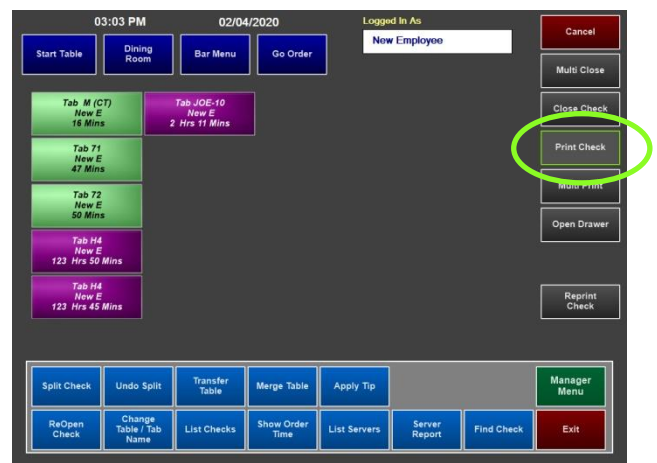 03:03 PM
02/04/2020
Logged In As
New Employee
Cancel
Start Table
Dining
Room
Bar Menu
Go Order
Multi Close
Close Check
Print Check
Multi Print
Open Drawer
Reprint
Check
Tab M (CT)
New E
16 Mins
Tab JOE-10
New E
2 Hrs 11 Mins
Tab 71
New E
47 Mins
Tab 72
New E
50 Mins
Tab H4
New E
123 Hrs 50 Mins
Tab H4
New E
123 Hrs 45 Mins
Split Check
Undo Split
Transfer
Table
Merge Table
Apply Tip
Manager
Menu
ReOpen
Check
Change
Table / Tab
Name
List Checks
Show Order
Time
List Servers
Server
Report
Find Check
Exit